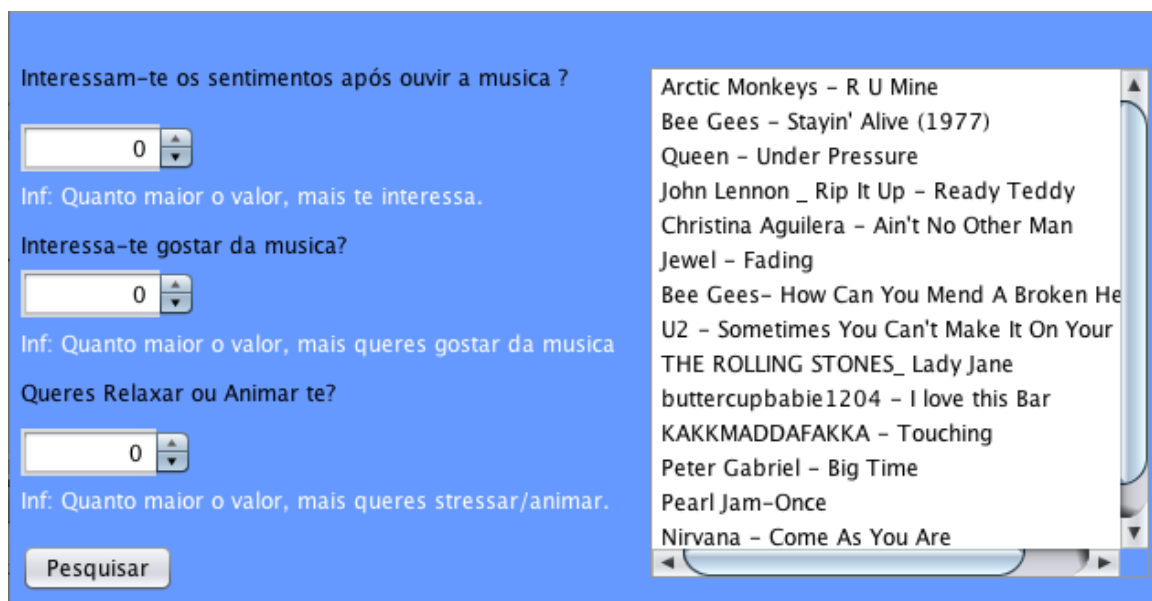 Interessam-te os sentimentos após ouvir a musica ?
0
Inf: Quanto maior o valor, mais te interessa.
Interessa-te gostar da musica?
0
Inf: Quanto maior o valor, mais queres gostar da musica
Queres Relaxar ou Animar te?
0
Inf: Quanto maior o valor, mais queres stressar/animar.
Pesquisar
Arctic Monkeys - R U Mine
Bee Gees - Stayin' Alive (1977)
Queen - Under Pressure
John Lennon _ Rip It Up - Ready Teddy
Christina Aguilera - Ain't No Other Man
Jewel - Fading
Bee Gees- How Can You Mend A Broken He
U2 - Sometimes You Can't Make It On Your
THE ROLLING STONES_ Lady Jane
buttercupbabie1204 - I love this Bar
KAKKMADDAFAKKA - Touching
Peter Gabriel - Big Time
Pearl Jam-Once
Nirvana - Come As You Are